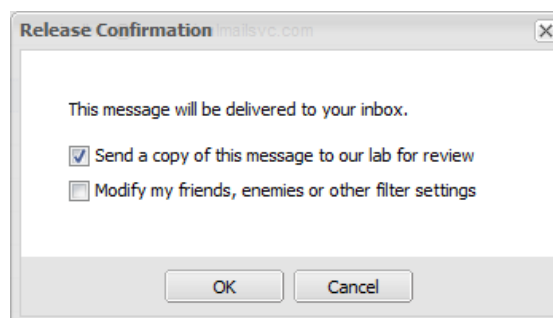 Release Confirmation
This message will be delivered to your inbox.
Send a copy of this message to our lab for review
Modify my friends, enemies or other filter settings
OK Cancel